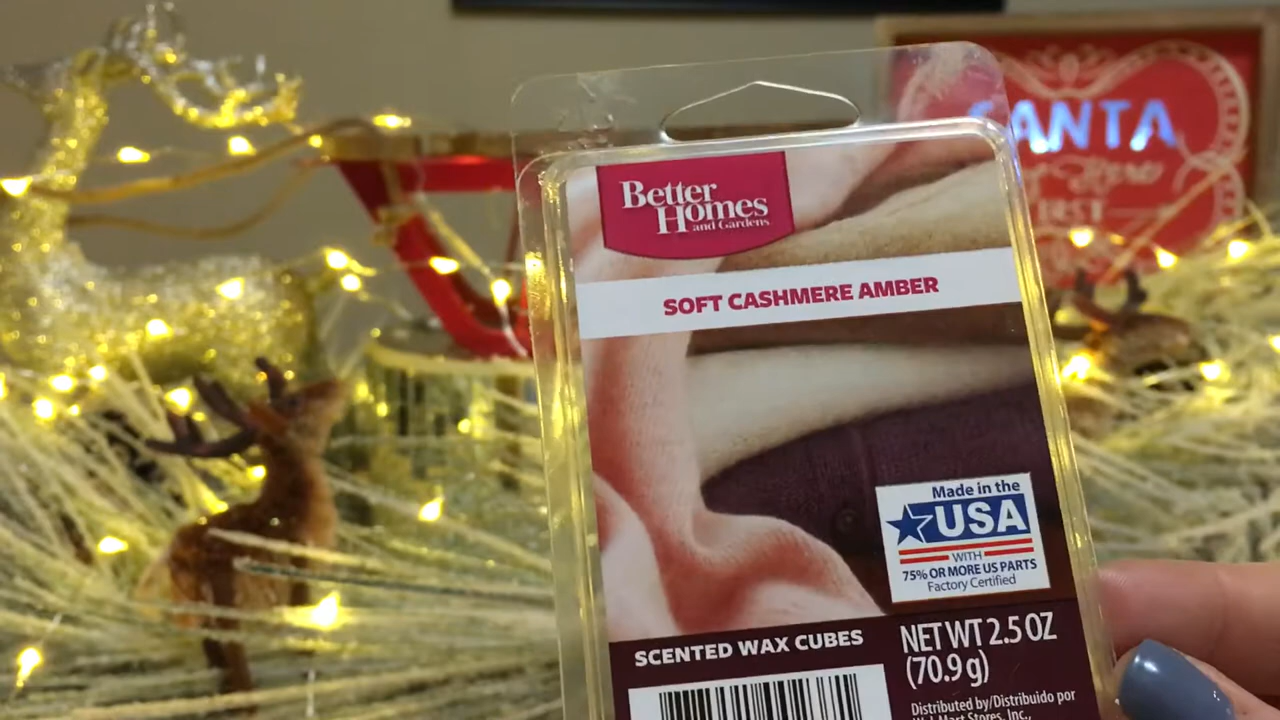 SANTA
BEST
Better
Homes
and Gardens
SOFT CASHMERE AMBER
Made in the
USA
WITH
75% OR MORE US PARTS
Factory Certified
SCENTED WAX CUBES
NET WT 2.5 OZ
(70.9 g)
Distributed by/Distribuido por
Wal-Mart Stores, Inc.,